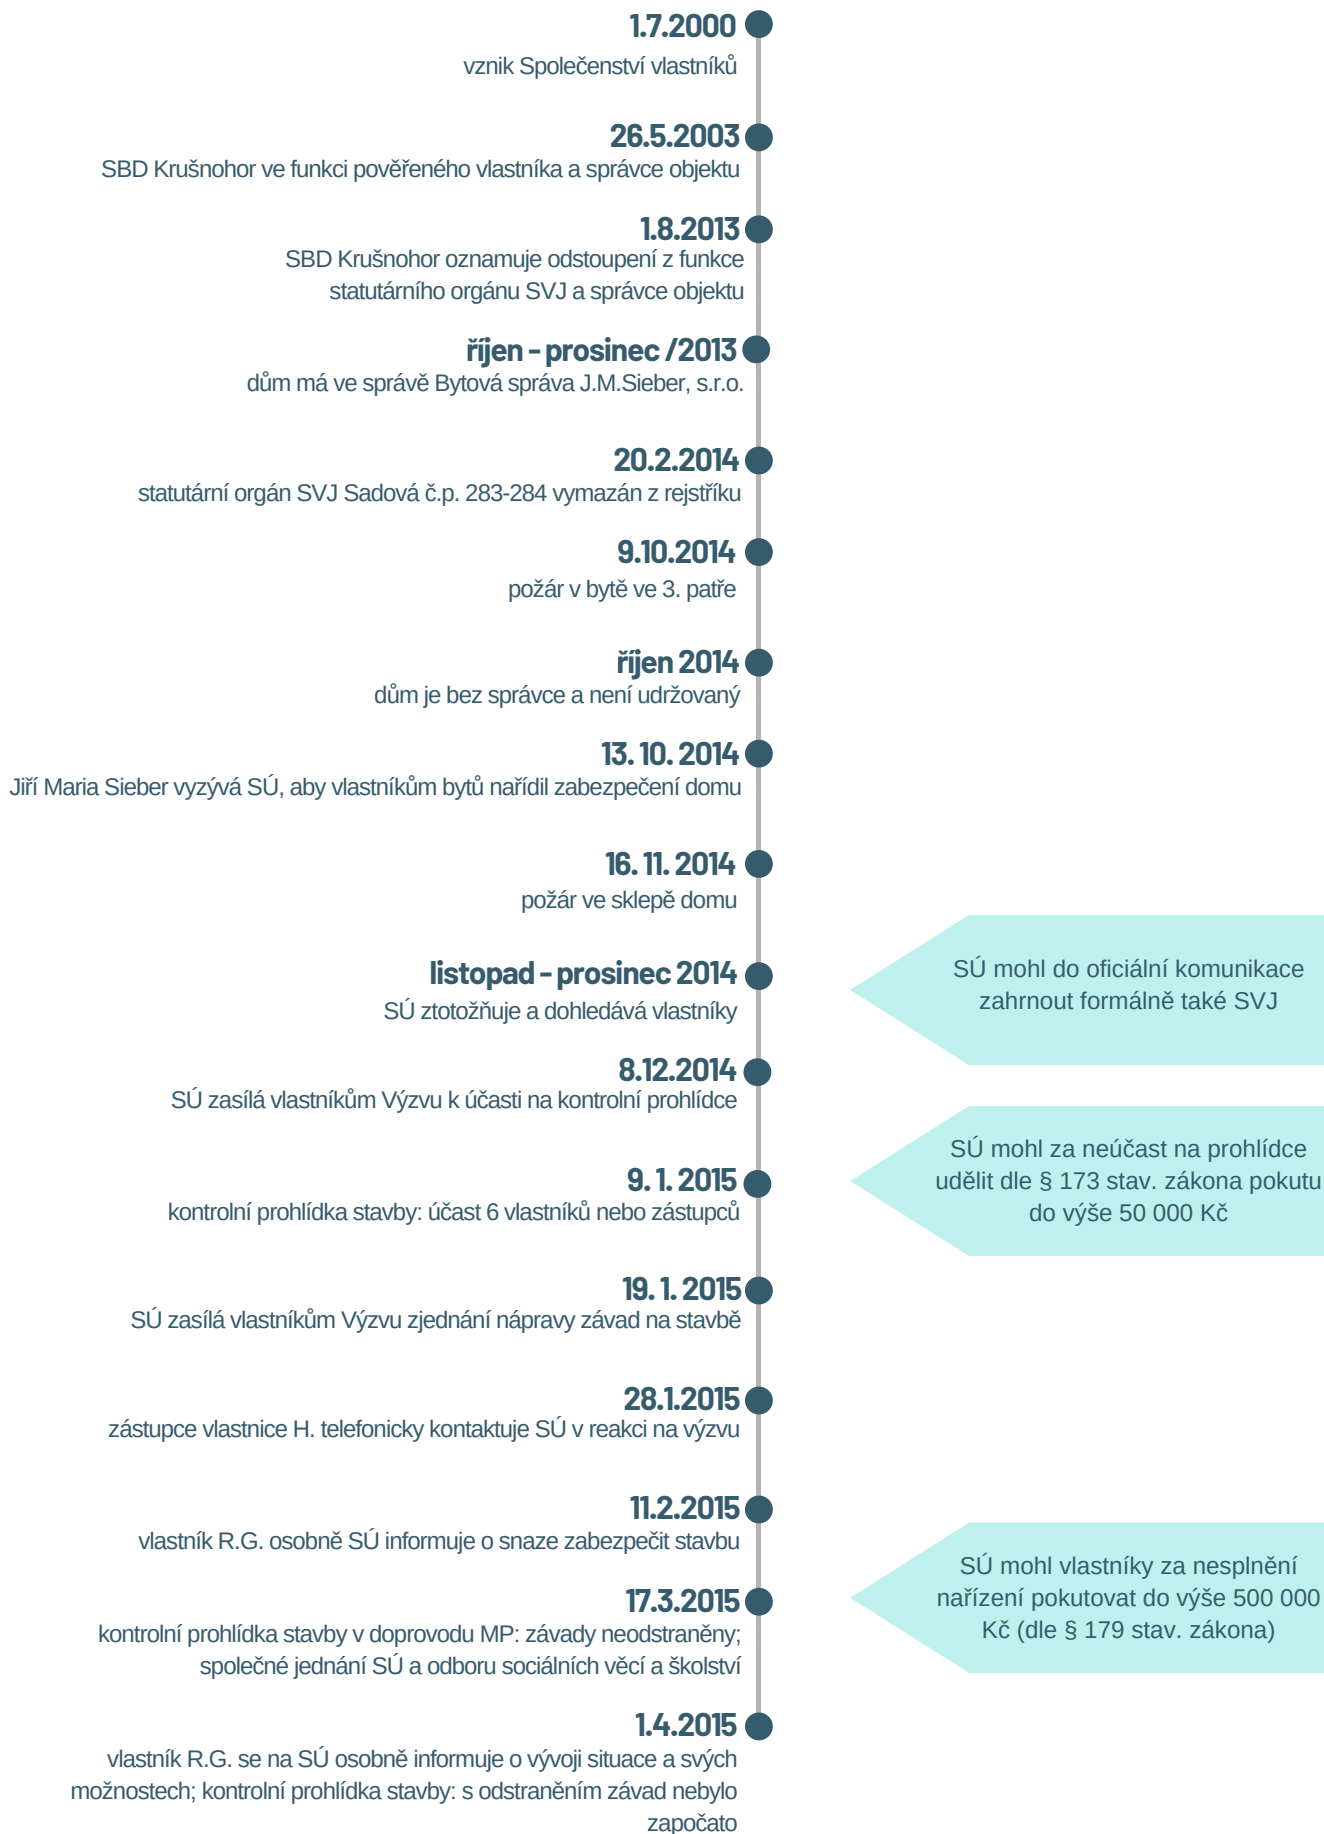 1.7.2000
vznik Společenství vlastníků
26.5.2003
SBD Krušnohor ve funkci pověřeného vlastníka a správce objektu
1.8.2013
SBD Krušnohor oznamuje odstoupení z funkce
statutárního orgánu SVJ a správce objektu
říjen - prosinec /2013
dům má ve správě Bytová správa J.M.Sieber, s.r.o.
20.2.2014
statutární orgán SVJ Sadová č.p. 283-284 vymazán z rejstříku
9.10.2014
požár v bytě ve 3. patře
říjen 2014
dům je bez správce a není udržovaný
13. 10. 2014
Jiří Maria Sieber vyzývá SÚ, aby vlastníkům bytů nařídil zabezpečení domu
16. 11. 2014
požár ve sklepě domu
listopad - prosinec 2014
SÚ ztotožňuje a dohledává vlastníky
SÚ mohl do oficiální komunikace
zahrnout formálně také SVJ
8.12.2014
SÚ zasílá vlastníkům Výzvu k účasti na kontrolní prohlídce
9. 1. 2015
kontrolní prohlídka stavby: účast 6 vlastníků nebo zástupců
SÚ mohl za neúčast na prohlídce
udělit dle § 173 stav. zákona pokutu
do výše 50 000 Kč
19. 1. 2015
SÚ zasílá vlastníkům Výzvu zjednání nápravy závad na stavbě
28.1.2015
zástupce vlastnice H. telefonicky kontaktuje SÚ v reakci na výzvu
11.2.2015
vlastník R.G. osobně SÚ informuje o snaze zabezpečit stavbu
17.3.2015
kontrolní prohlídka stavby v doprovodu MP: závady neodstraněny;
společné jednání SÚ a odboru sociálních věcí a školství
SÚ mohl vlastníky za nesplnění
nařízení pokutovat do výše 500 000
Kč (dle § 179 stav. zákona)
1.4.2015
vlastník R.G. se na SÚ osobně informuje o vývoji situace a svých
možnostech; kontrolní prohlídka stavby: s odstraněním závad nebylo
započato